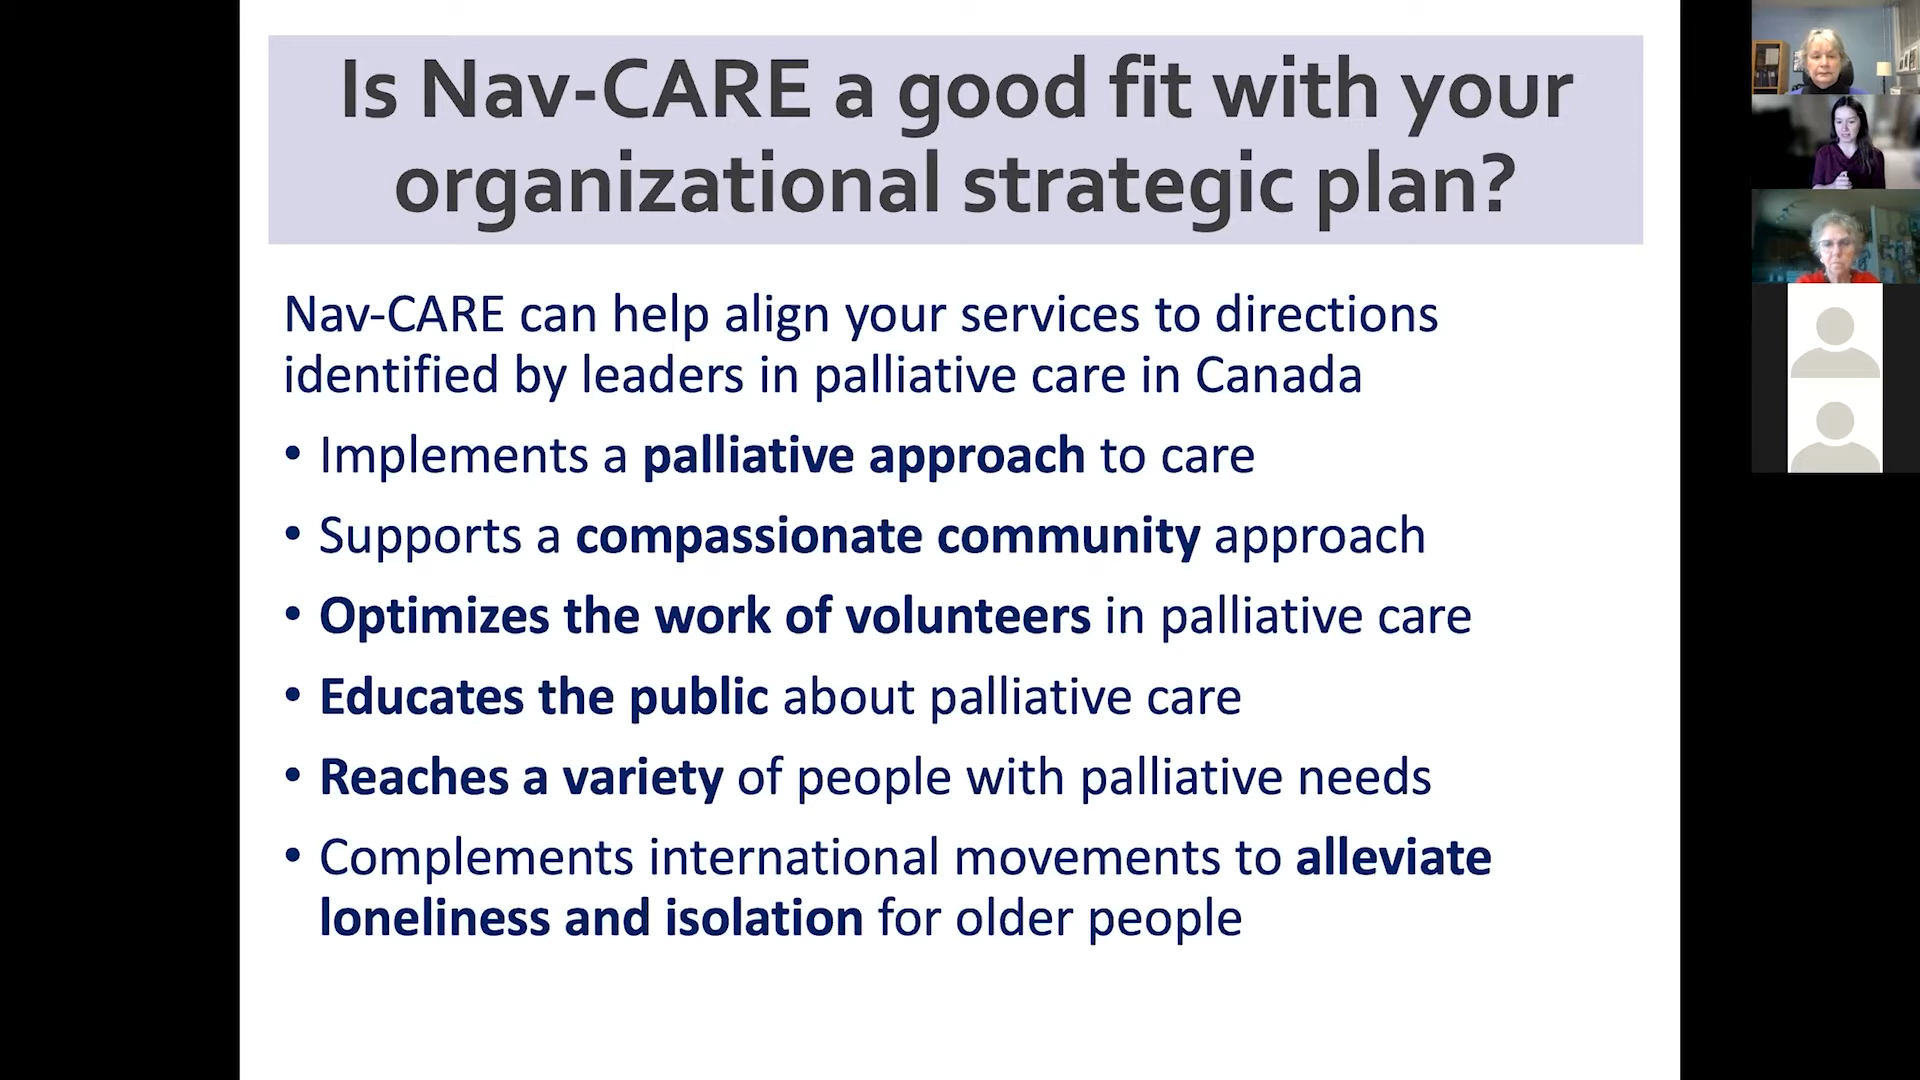 Is Nav-CARE a good fit with your
organizational strategic plan?
Nav-CARE can help align your services to directions
identified by leaders in palliative care in Canada
• Implements a palliative approach to care
• Supports a compassionate community approach
• Optimizes the work of volunteers in palliative care
• Educates the public about palliative care
• Reaches a variety of people with palliative needs
• Complements international movements to alleviate
loneliness and isolation for older people